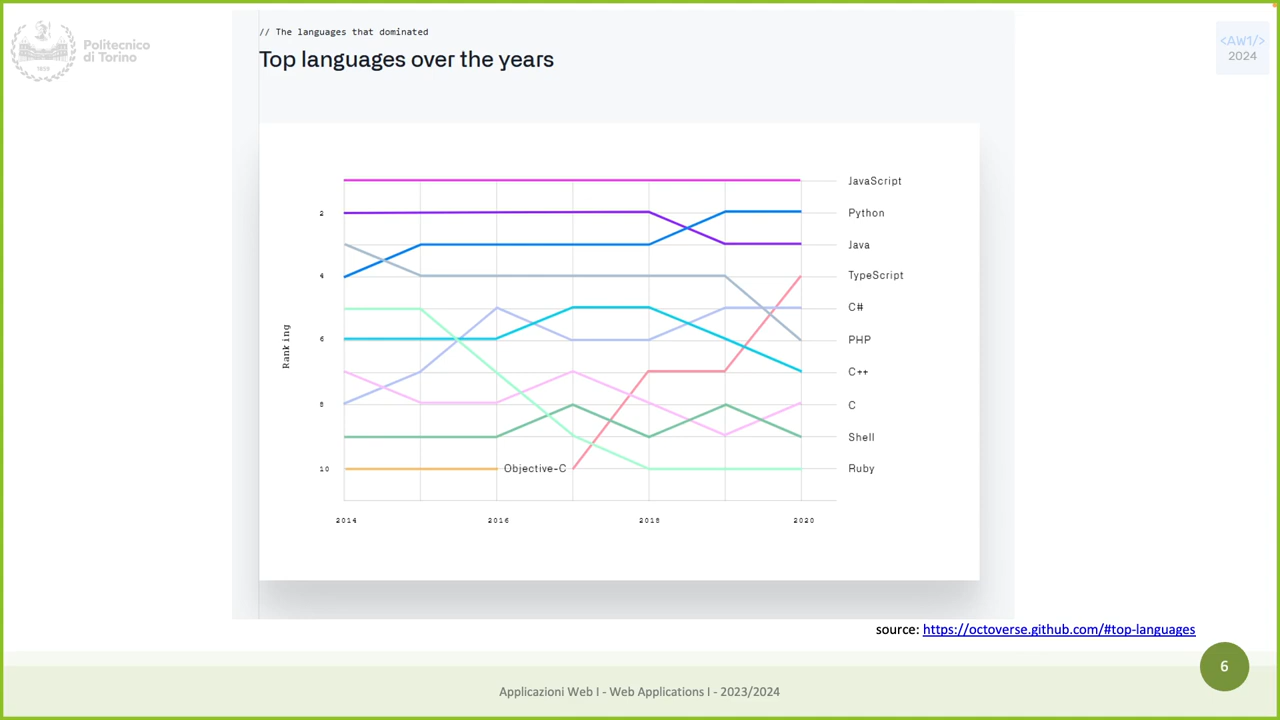 Politecnico
di Torino
1859
<AW1/>
2024
// The languages that dominated
Top languages over the years
Ranking
2
4
6
8
10
JavaScript
Python
Java
TypeScript
C#
PHP
C++
C
Shell
Ruby
Objective-C
2014
2016
2018
2020
source: https://octoverse.github.com/#top-languages
6
Applicazioni Web I - Web Applications I - 2023/2024